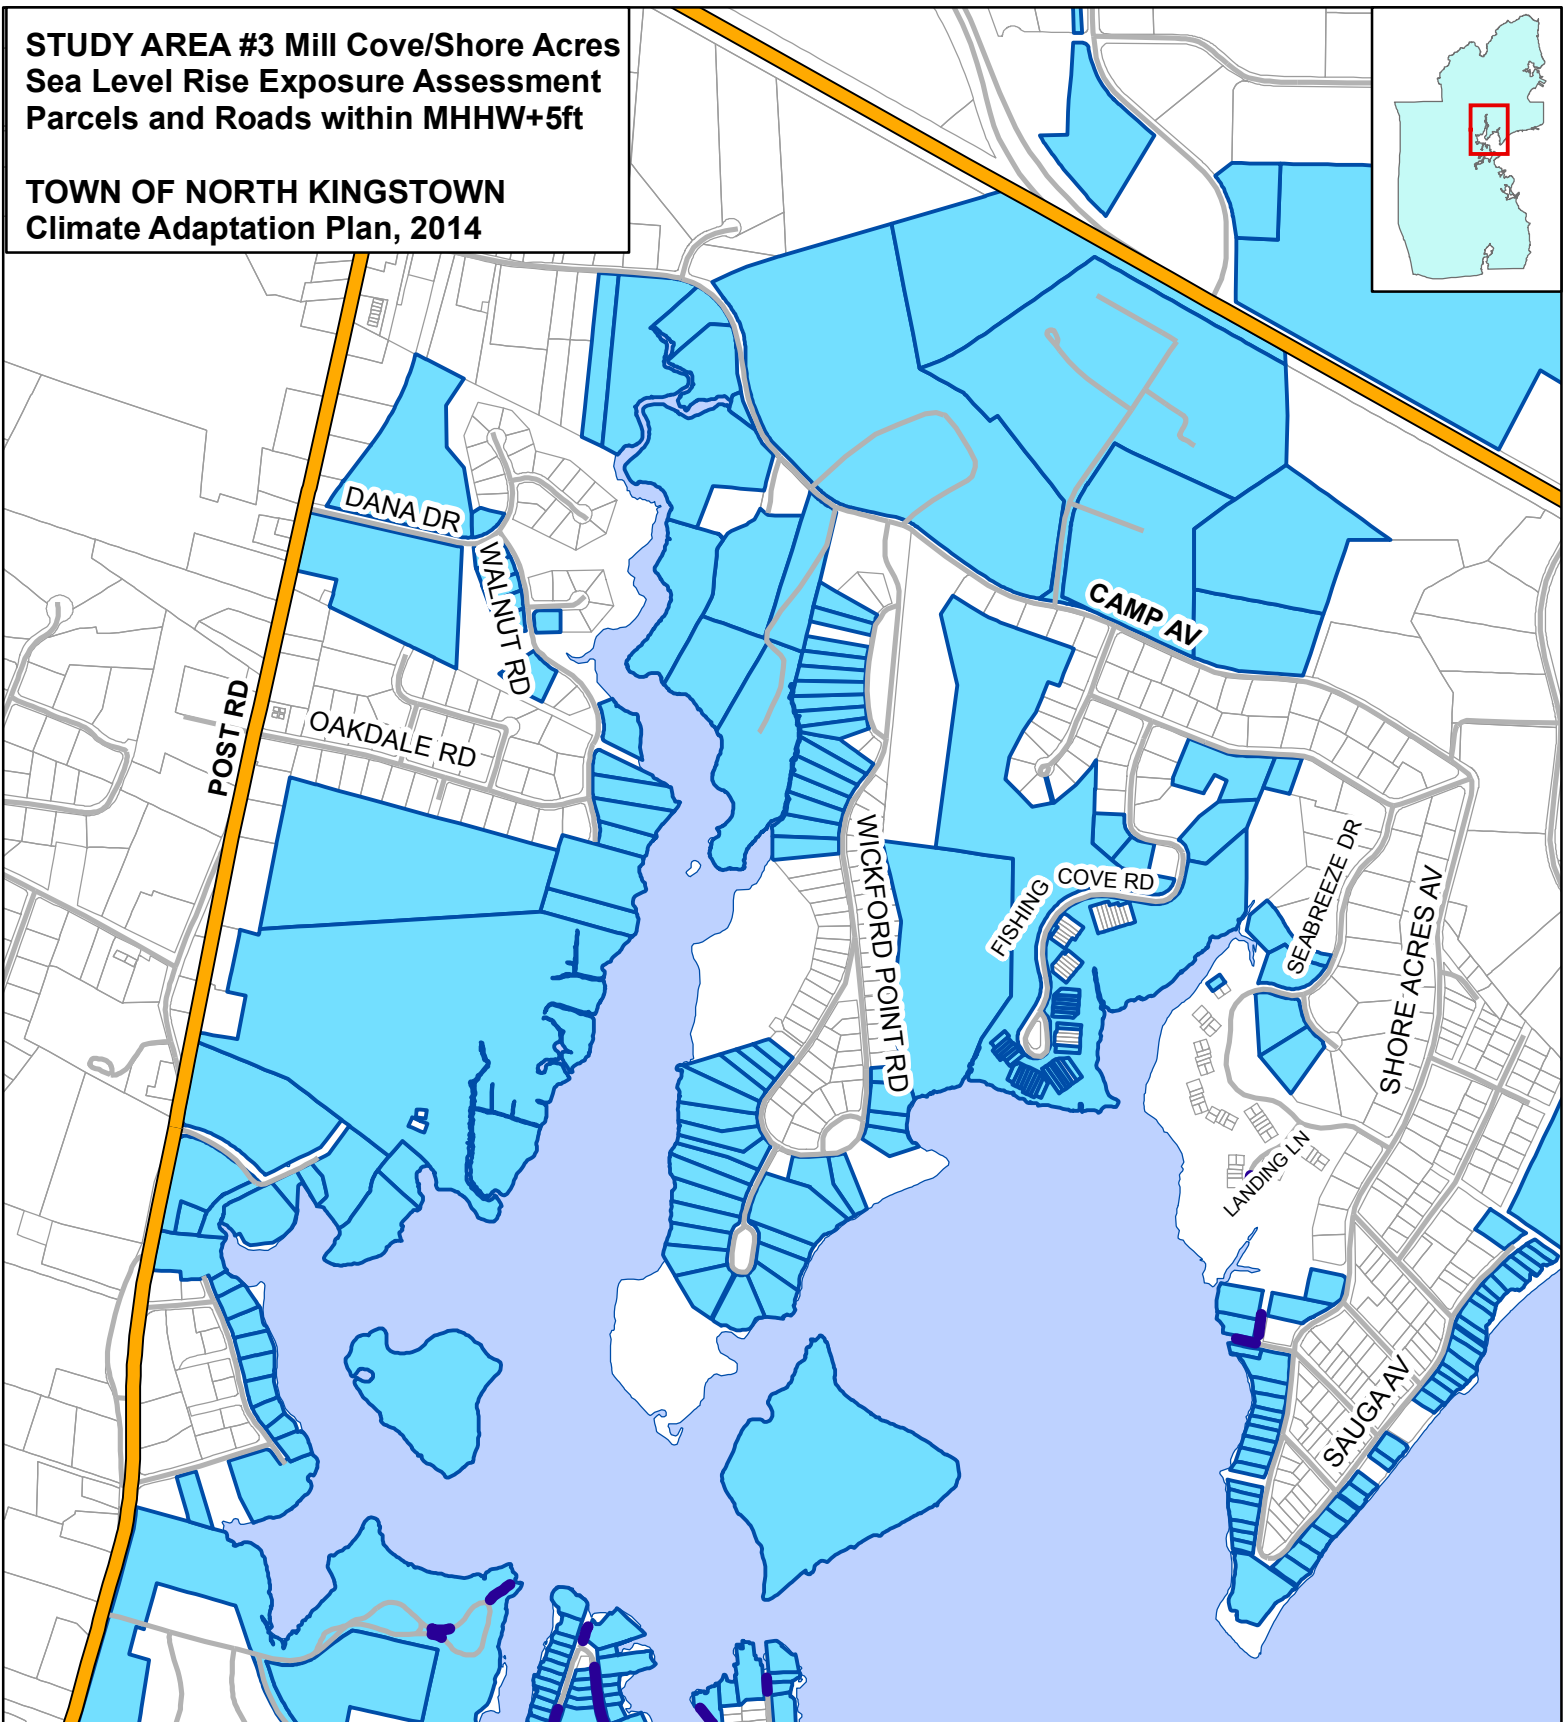 STUDY AREA #3 Mill Cove/Shore Acres
Sea Level Rise Exposure Assessment
Parcels and Roads within MHHW+5ft
TOWN OF NORTH KINGSTOWN
Climate Adaptation Plan, 2014
DANA DR
WALNUT RD
CAMP AV
POST RD
OAKDALE RD
WICKFORD POINT RD
FISHING
COVE RD
SEABREEZE DR
SHORE ACRES AV
LANDING LN
SAUGA AV